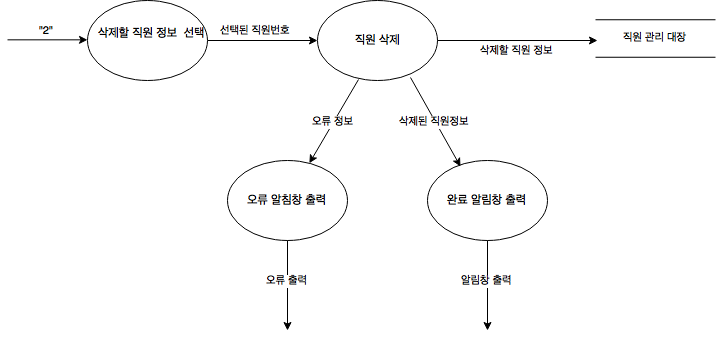 "2"
삭제할 직원 정보 선택
선택된 직원번호
직원 삭제
삭제할 직원 정보
직원 관리 대장
오류 정보
삭제된 직원정보
오류 알침창 출력
완료 알림창 출력
오류 출력
알림창 출력